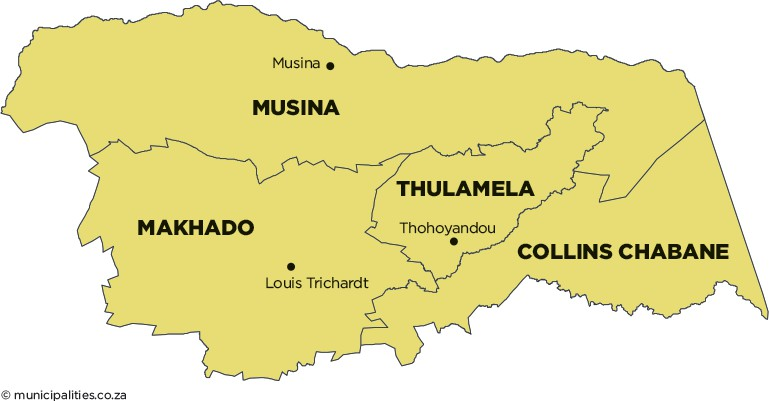 Musina
MUSINA
THULAMELA
MAKHADO
Thohoyandou
COLLINS CHABANE
Louis Trichardt
© municipalities.co.za